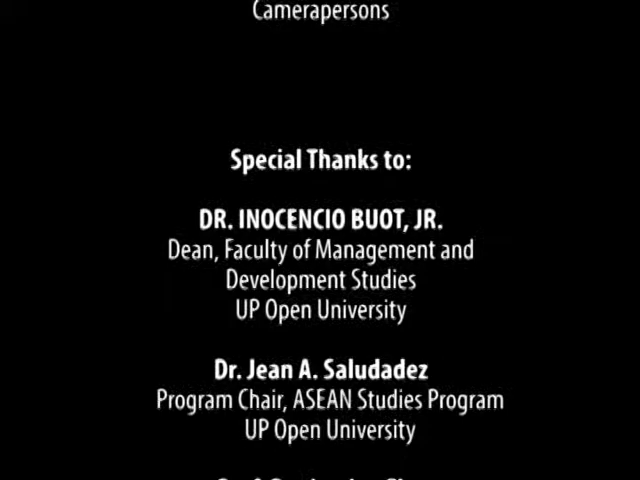 Camerapersons
Special Thanks to:
DR. INOCENCIO BUOT, JR.
Dean, Faculty of Management and
Development Studies
UP Open University
Dr. Jean A. Saludadez
Program Chair, ASEAN Studies Program
UP Open University